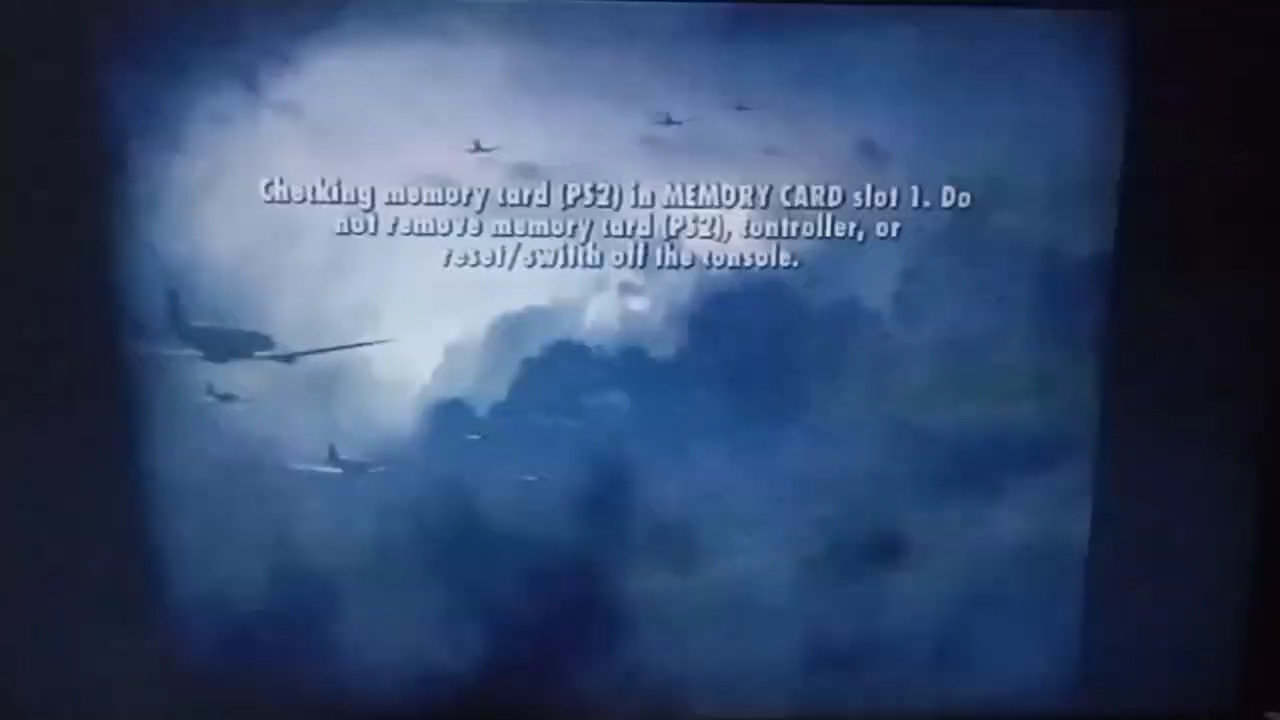 Checking memory card (PS2) in MEMORY CARD slot 1. Do
not remove memory card (PS2), controller, or
reset/switch off the console.